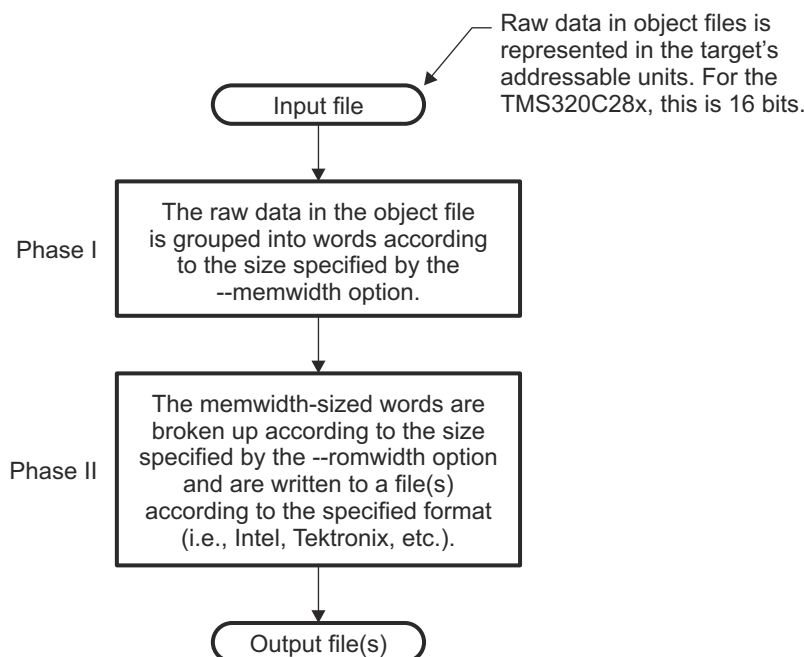 Raw data in object files is
represented in the target's
addressable units. For the
TMS320C28x, this is 16 bits.
Input file
Phase I
The raw data in the object file
is grouped into words according
to the size specified by the
--memwidth option.
Phase II
The memwidth-sized words are
broken up according to the size
specified by the --romwidth option
and are written to a file(s)
according to the specified format
(i.e., Intel, Tektronix, etc.).
Output file(s)